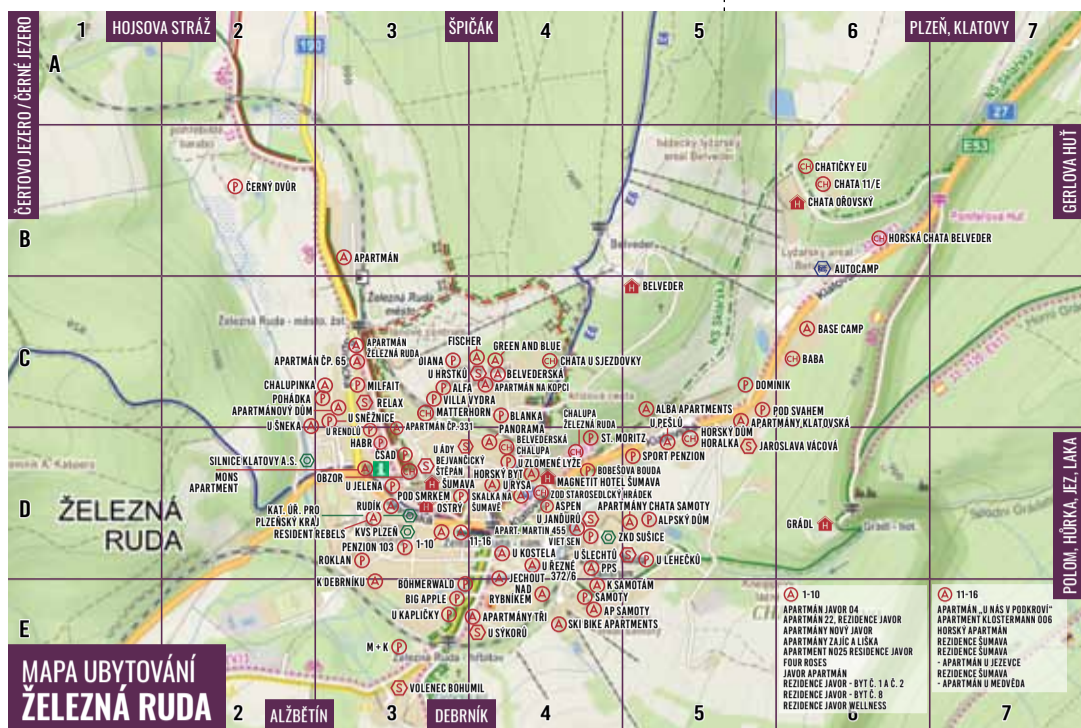 1
HOJSOVA STRÁŽ
2
3
ŠPIČÁK
4
5
6
PLZEŇ, KLATOVY
7
ČERTOVO JEZERO / ČERNÉ JEZERO
GERLOVA HUŤ
POLOM, HŮRKA, JEZ. LAKA
A
190
27
E53
E9
ČERNÝ DVŮR
CHATIČKY EU
CHATA 11/E
CHATA OŘOVSKÝ
B
HORSKÁ CHATA BELVEDER
Belveder
APARTMÁN
AUTOCAMP
BELVEDER
Železná Ruda
město
Železná Ruda - město, žst.
BASE CAMP
FISCHER
GREEN AND BLUE
APARTMÁN
ŽELEZNÁ RUDA
C
APARTMÁN ČP. 65
DIANA
CHATA U SJEZDOVKY
BABA
U HRSTKŮ
BELVEDERSKÁ
CHALUPINKA
MILFAIT
ALFA
APARTMÁN NA KOPCI
DOMINIK
POHÁDKA
VILLA VYDRA
APARTMÁNOVÝ DŮM
RELAX
MATTERHORN
BLANKA
CHALUPA
ŽELEZNÁ RUDA
ALBA APARTMENTS
POD SVAHEM
U SNĚŽNICE
U ŠNEKA
U RENDLŮ
APARTMÁN ČP.331
PANORAMA
U PEŠLŮ
APARTMÁNY KLATOVSKÁ
HABR
U ÁDY
BELVEDERSKÁ
CHALUPA
ST. MORITZ
HORSKÝ DŮM
HORALKA
JAROSLAVA VÁCOVÁ
SILNICE KLATOVY A.S.
ČSAD
BEJVANČICKÝ
ŠTĚPÁN
U ZLOMENÉ LYŽE
SPORT PENZION
MONS
APARTMENT
OBZOR
HORSKÝ BYT
BOBEŠOVA BOUDA
MAGNETIT HOTEL ŠUMAVA
U JELENA
ŠUMAVA
U RYSA
D
POD SMRKEM
SKALKA NA
ŠUMAVĚ
ZOD STAROSEDLCKÝ HRÁDEK
RUDÍK
OSTRÝ
ASPEN
APARTMÁNY CHATA SAMOTY
ŽELEZNÁ
RUDA
KAT. ÚŘ. PRO
PLZEŇSKÝ KRAJ
RESIDENT REBELS
U JANDŮRŮ
ALPSKÝ DŮM
GRÁDL
KVS PLZEŇ
1-10
11-16
APART. MARTIN 455
VIET SEN
ZKD SUŠICE
PENZION 103
U KOSTELA
U ŠLECHTŮ
U LEHEČKŮ
ROKLAN
U ŘEZNÉ
372/6
PPS
K DEBRNÍKU
BÖHMERWALD
JECHOUT
NAD
RYBNÍKEM
K SAMOTÁM
BIG APPLE
SAMOTY
U KAPLIČKY
APARTMÁNY TŘI
AP SAMOTY
E
U SÝKORŮ
SKI BIKE APARTMENTS
M + K
VOLENEC BOHUMIL
1-10
APARTMÁN JAVOR 04
APARTMÁN 22, REZIDENCE JAVOR
APARTMÁNY NOVÝ JAVOR
APARTMÁNY ZAJÍC A LIŠKA
APARTMENT NO25 RESIDENCE JAVOR
FOUR ROSES
JAVOR APARTMÁN
REZIDENCE JAVOR - BYT Č. 1 A Č. 2
REZIDENCE JAVOR - BYT Č. 8
REZIDENCE JAVOR WELLNESS
11-16
APARTMÁN „U NÁS V PODKROVÍ“
APARTMENT KLOSTERMANN 006
HORSKÝ APARTMÁN
REZIDENCE ŠUMAVA
REZIDENCE ŠUMAVA
- APARTMÁN U JEZEVCE
REZIDENCE ŠUMAVA
- APARTMÁN U MEDVĚDA
MAPA UBYTOVÁNÍ
ŽELEZNÁ RUDA
2
ALŽBĚTÍN
3
DEBRNÍK
4
5
6
7